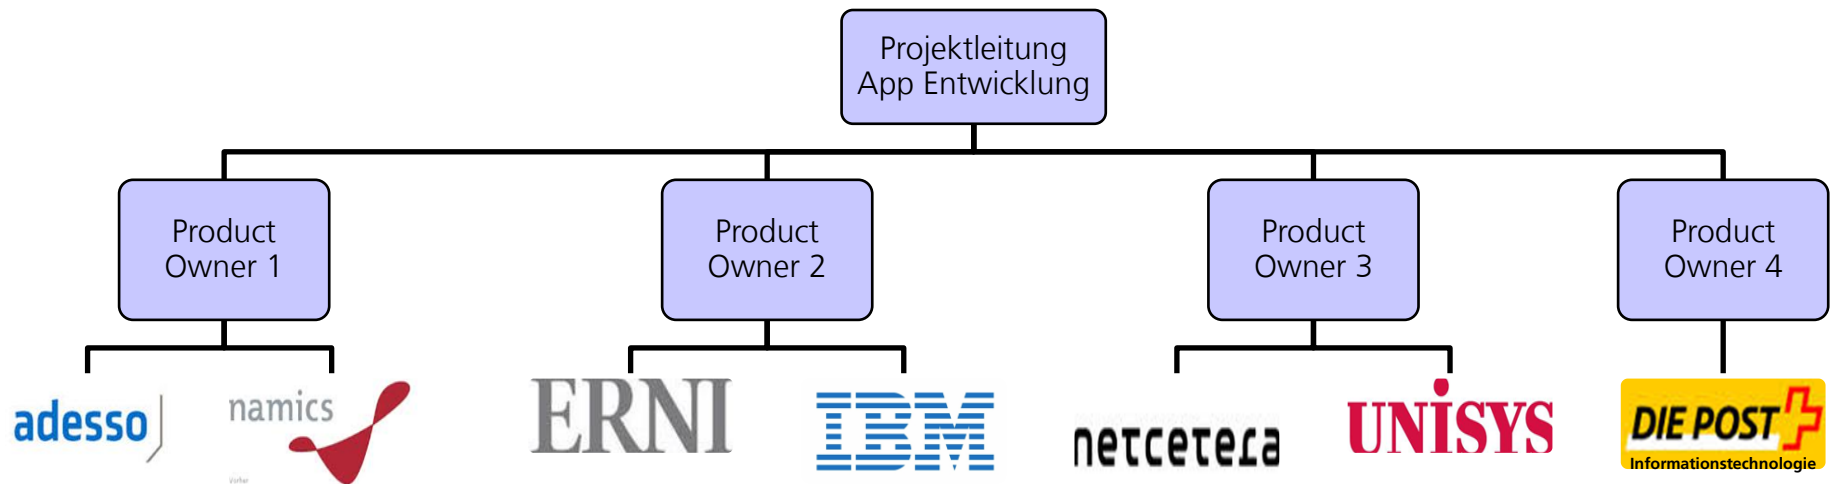 Projektleitung
App Entwicklung
Product
Owner 1
Product
Owner 2
Product
Owner 3
Product
Owner 4
adesso
namics
Vorher
ERNI
IBM
netcetera
UNiSYS
DIE POST
Informationstechnologie